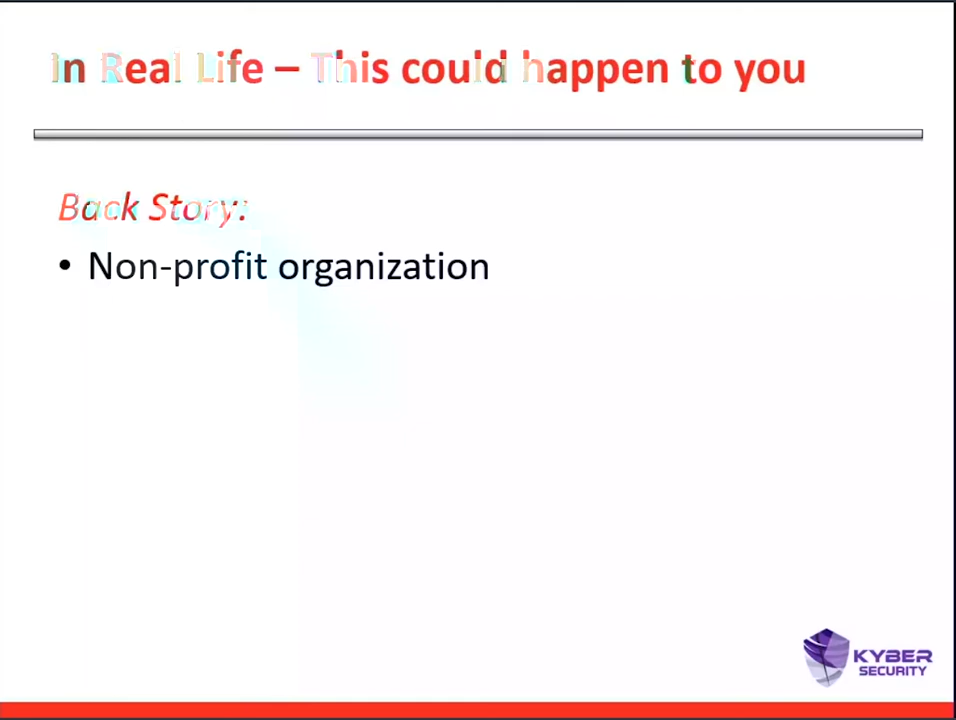 In Real Life – This could happen to you
Back Story:
• Non-profit organization
KYBER
SECURITY